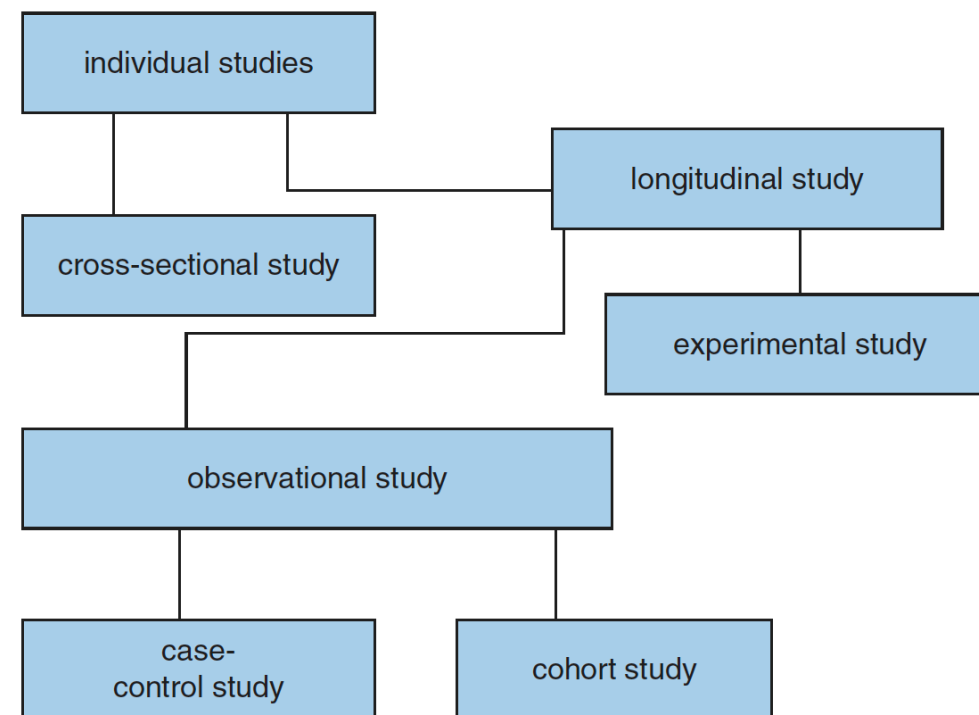 individual studies
longitudinal study
cross-sectional study
experimental study
observational study
case-
control study
cohort study